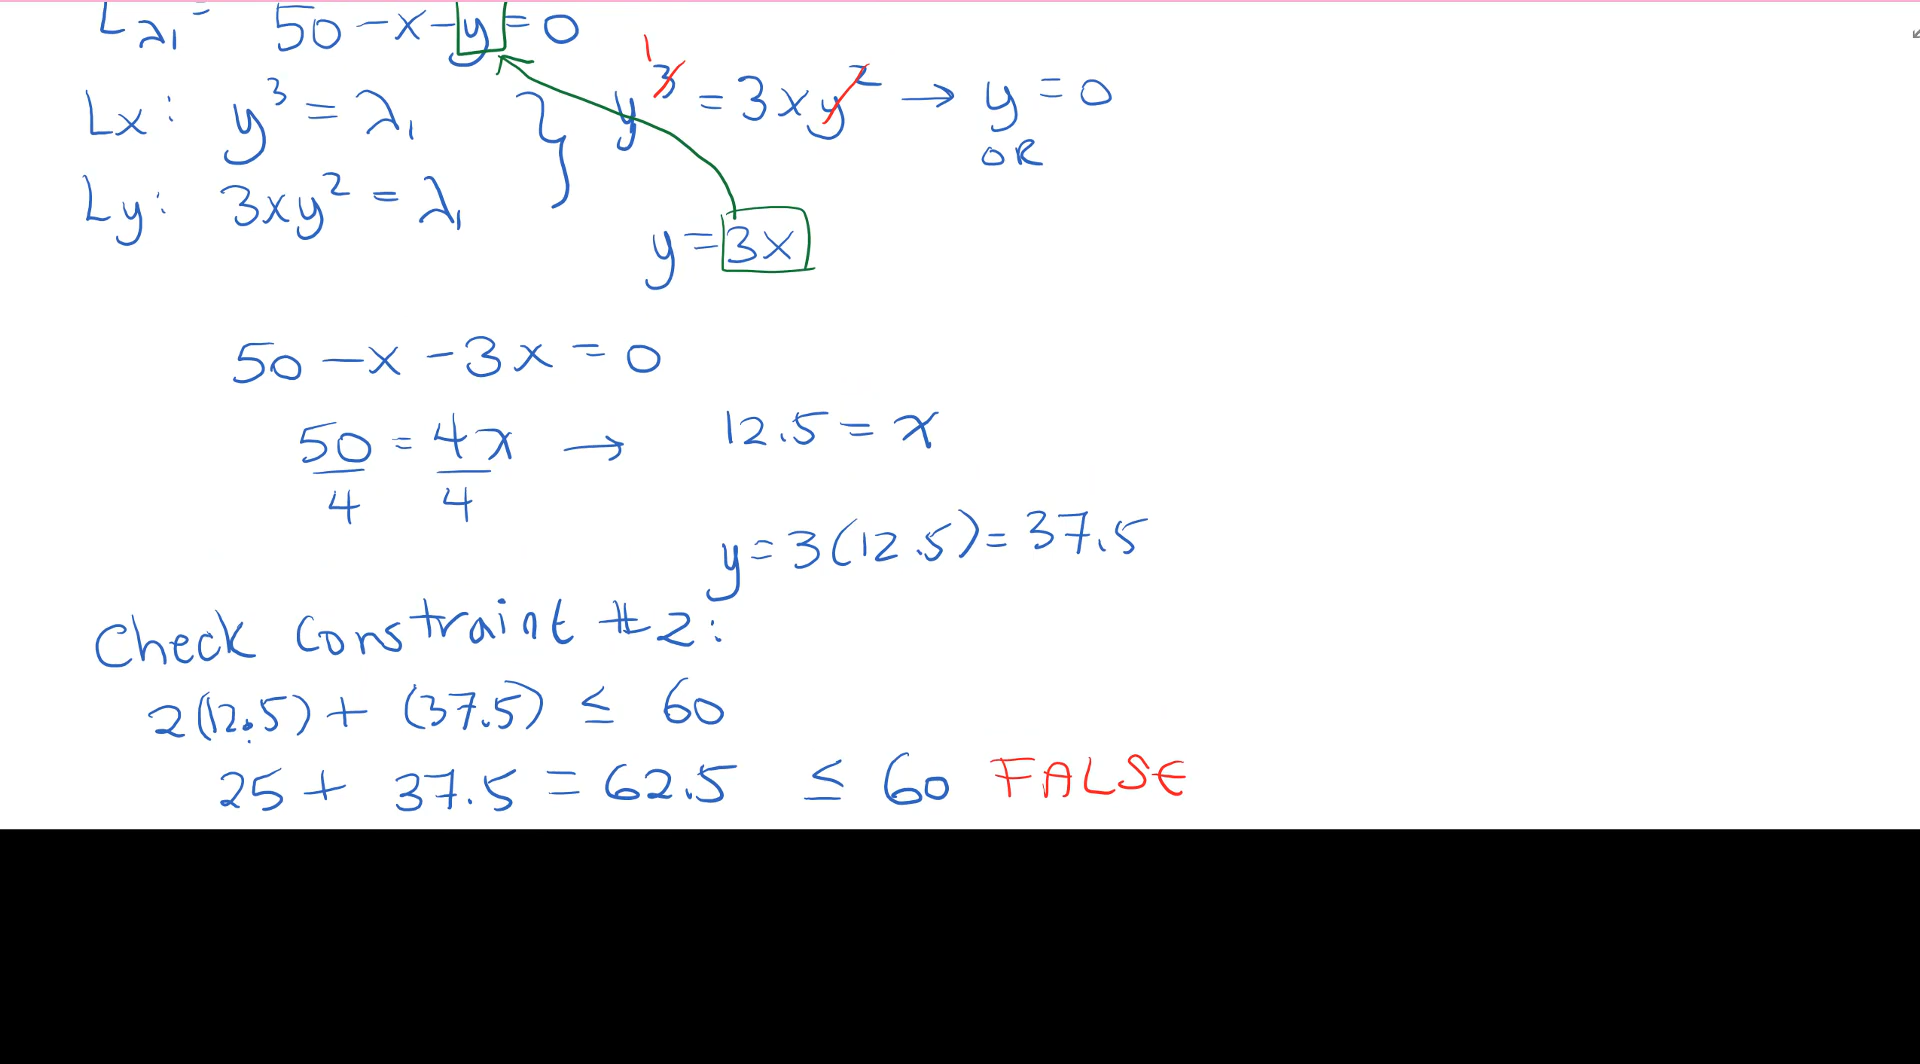 Lλ₁ = 50 - x - y = 0
Lx: y³ = λ₁ } y³ = 3xy² → y = 0
1
Ly: 3xy² = λ₁
OR
y = 3x
50 - x - 3x = 0
50/4 = 4x/4 → 12.5 = x
y = 3(12.5) = 37.5
Check Constraint #2:
2(12.5) + (37.5) ≤ 60
25 + 37.5 = 62.5 ≤ 60 FALSE